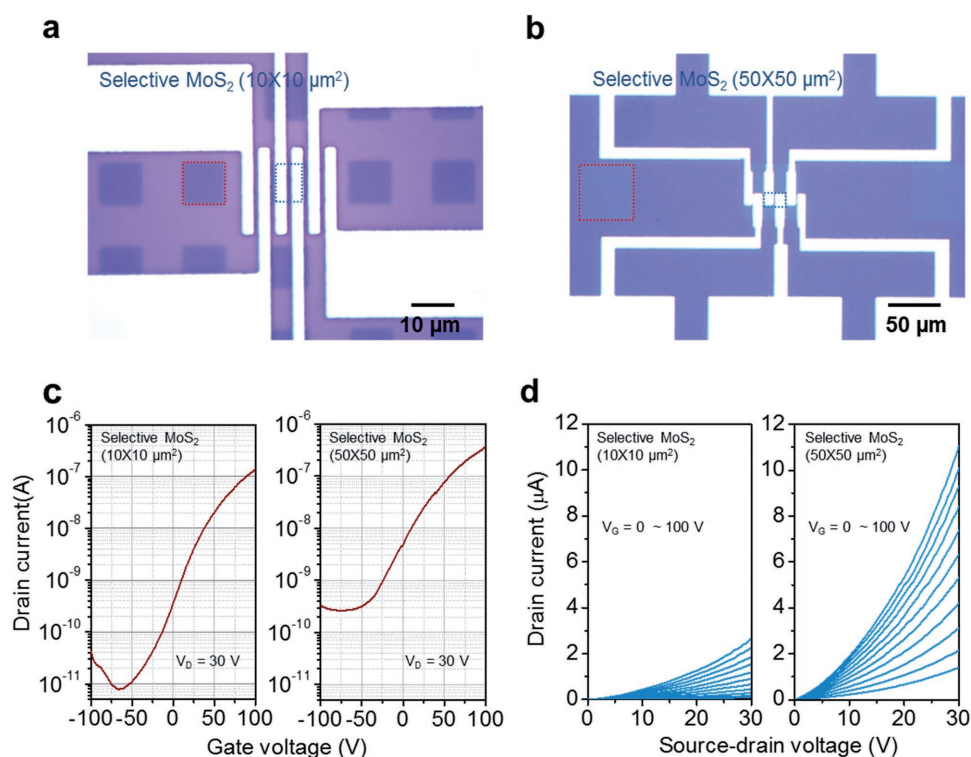 a
Selective MoS₂ (10X10 µm²)
10 µm
b
Selective MoS₂ (50X50 µm²)
50 µm
c
Drain current(A)
10⁻⁶
10⁻⁷
10⁻⁸
10⁻⁹
10⁻¹⁰
10⁻¹¹
Selective MoS₂
(10X10 µm²)
V_D = 30 V
-100 -50 0 50 100
10⁻⁶
10⁻⁷
10⁻⁸
10⁻⁹
10⁻¹⁰
10⁻¹¹
Selective MoS₂
(50X50 µm²)
V_D = 30 V
-100 -50 0 50 100
Gate voltage (V)
d
Drain current (µA)
12
10
8
6
4
2
0
Selective MoS₂
(10X10 µm²)
V_G = 0 ~ 100 V
0 10 20 30
12
10
8
6
4
2
0
Selective MoS₂
(50X50 µm²)
V_G = 0 ~ 100 V
0 10 20 30
Source-drain voltage (V)